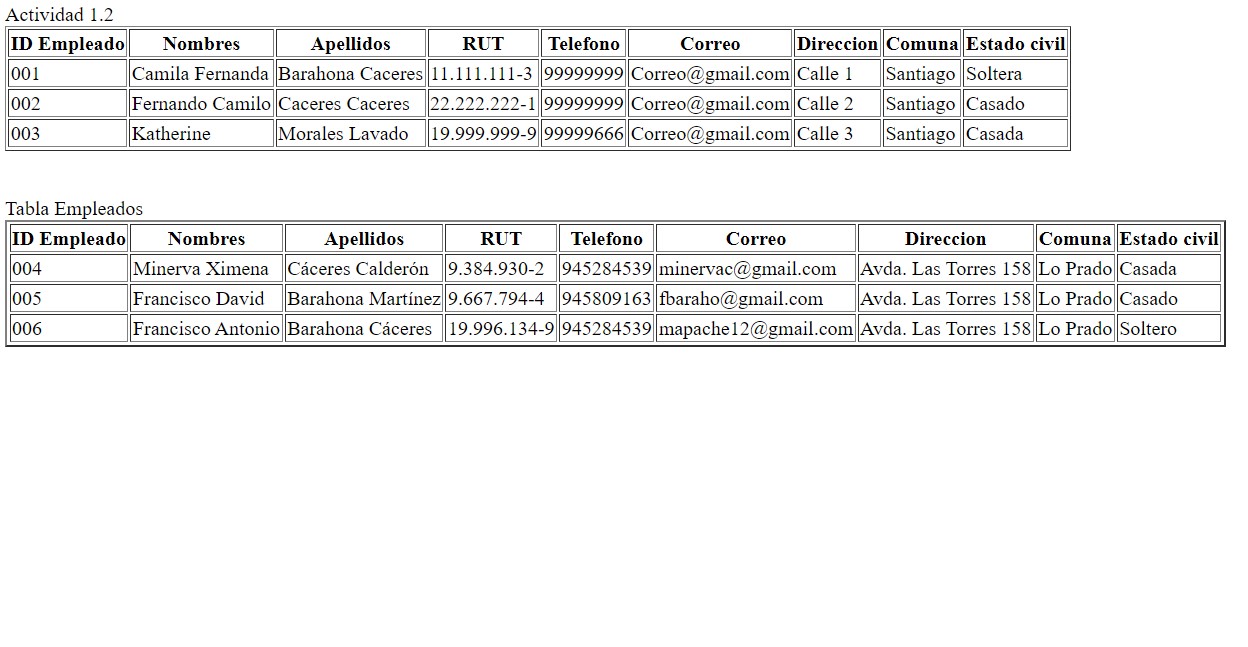 Actividad 1.2
ID Empleado Nombres Apellidos RUT Telefono Correo Direccion Comuna Estado civil
001 Camila Fernanda Barahona Caceres 11.111.111-3 99999999 Correo@gmail.com Calle 1 Santiago Soltera
002 Fernando Camilo Caceres Caceres 22.222.222-1 99999999 Correo@gmail.com Calle 2 Santiago Casado
003 Katherine Morales Lavado 19.999.999-9 99999666 Correo@gmail.com Calle 3 Santiago Casada
Tabla Empleados
ID Empleado Nombres Apellidos RUT Telefono Correo Direccion Comuna Estado civil
004 Minerva Ximena Cáceres Calderón 9.384.930-2 945284539 minervac@gmail.com Avda. Las Torres 158 Lo Prado Casada
005 Francisco David Barahona Martínez 9.667.794-4 945809163 fbaraho@gmail.com Avda. Las Torres 158 Lo Prado Casado
006 Francisco Antonio Barahona Cáceres 19.996.134-9 945284539 mapache12@gmail.com Avda. Las Torres 158 Lo Prado Soltero